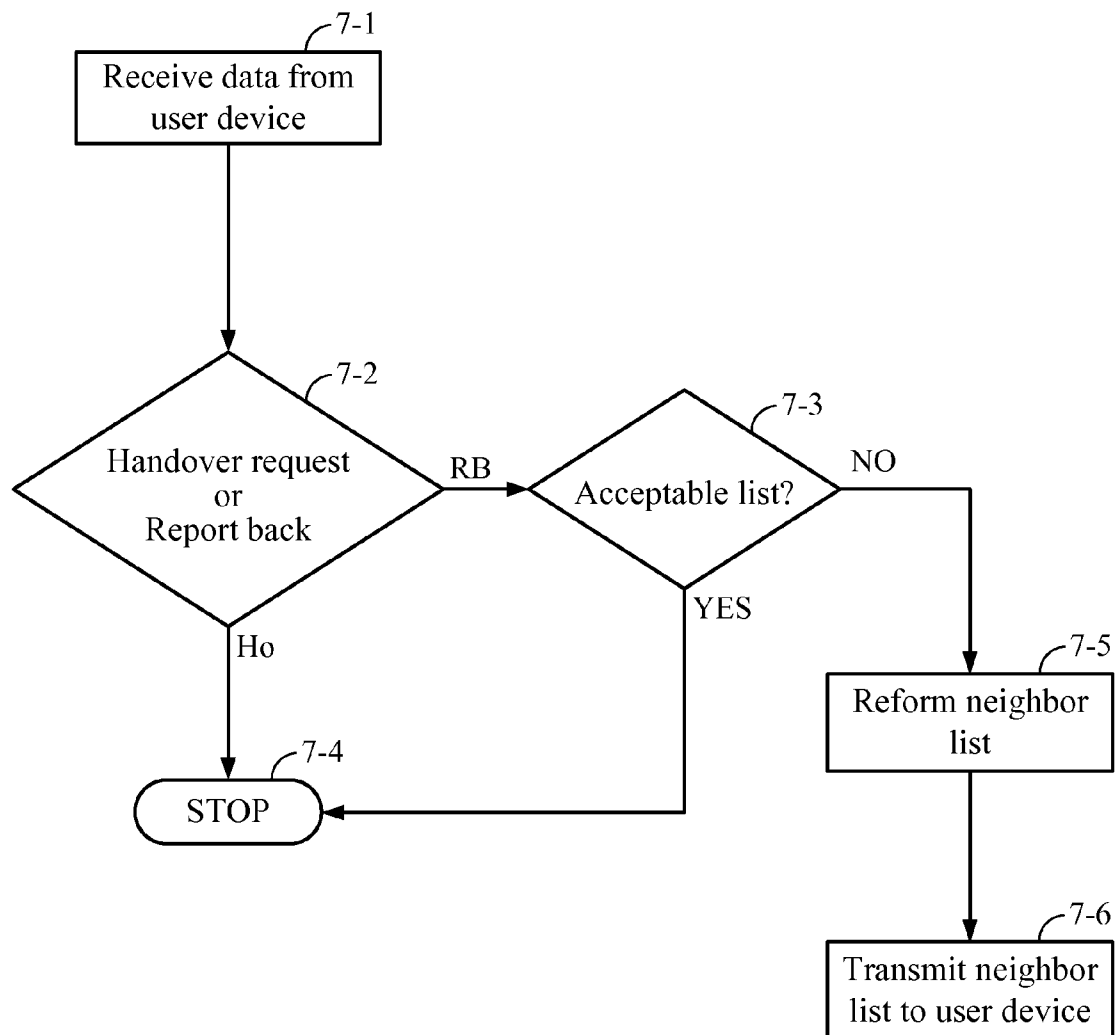 7-1
Receive data from
user device
7-2
Handover request
or
Report back
RB
Ho
7-3
Acceptable list?
NO
YES
7-4
STOP
7-5
Reform neighbor
list
7-6
Transmit neighbor
list to user device